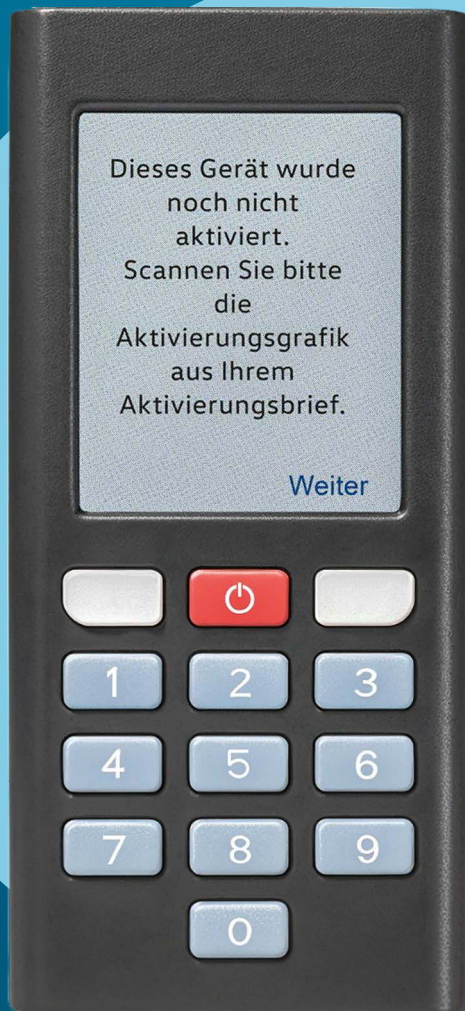 Dieses Gerät wurde
noch nicht
aktiviert.
Scannen Sie bitte
die
Aktivierungsgrafik
aus Ihrem
Aktivierungsbrief.
Weiter
1 2 3
4 5 6
7 8 9
0